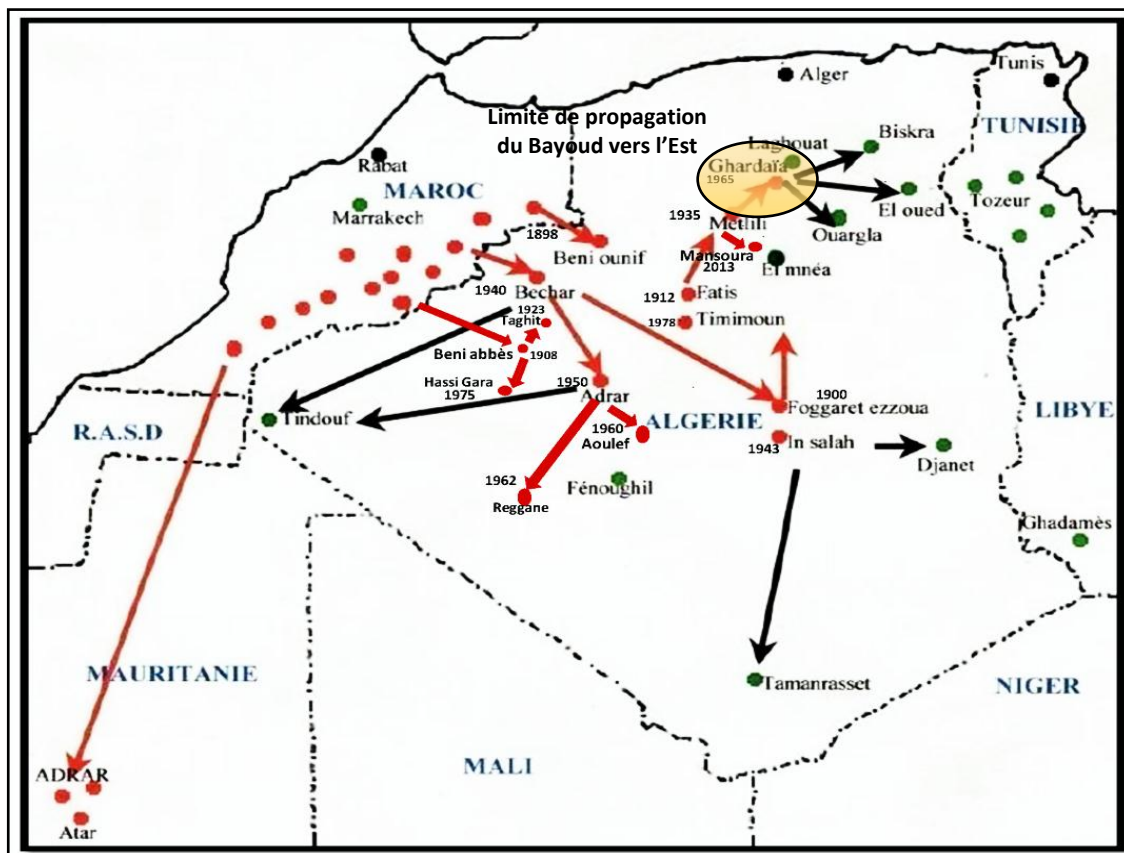 Alger
Tunis
Limite de propagation
du Bayoud vers l’Est
Biskra
TUNISIE
Laghouat
Rabat
Ghardaïa
1965
MAROC
Marrakech
El oued
Tozeur
1935
Metlili
Ouargla
1898
Beni ounif
Mansoura
2013
El mnéa
1940
Bechar
1912
Fatis
1923
Taghit
1978
Timimoun
Beni abbès
1908
Hassi Gara
1975
1950
Adrar
1900
Foggaret ezzoua
R.A.S.D
Tindouf
1960
Aoulef
ALGERIE
LIBYE
1943
In salah
Djanet
1962
Reggane
Fénoughil
Ghadamès
MAURITANIE
Tamanrasset
NIGER
MALI
ADRAR
Atar